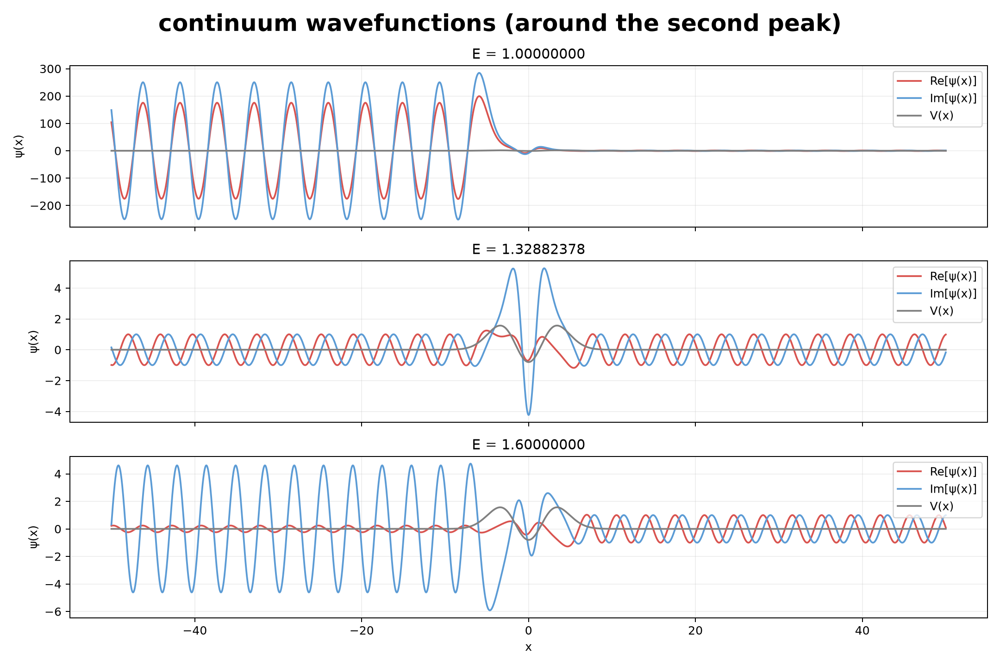 continuum wavefunctions (around the second peak)
E = 1.00000000
300
200
100
0
−100
−200
ψ(x)
Re[ψ(x)]
Im[ψ(x)]
V(x)
E = 1.32882378
4
2
0
−2
−4
ψ(x)
Re[ψ(x)]
Im[ψ(x)]
V(x)
E = 1.60000000
4
2
0
−2
−4
−6
ψ(x)
Re[ψ(x)]
Im[ψ(x)]
V(x)
−40 −20 0 20 40
x